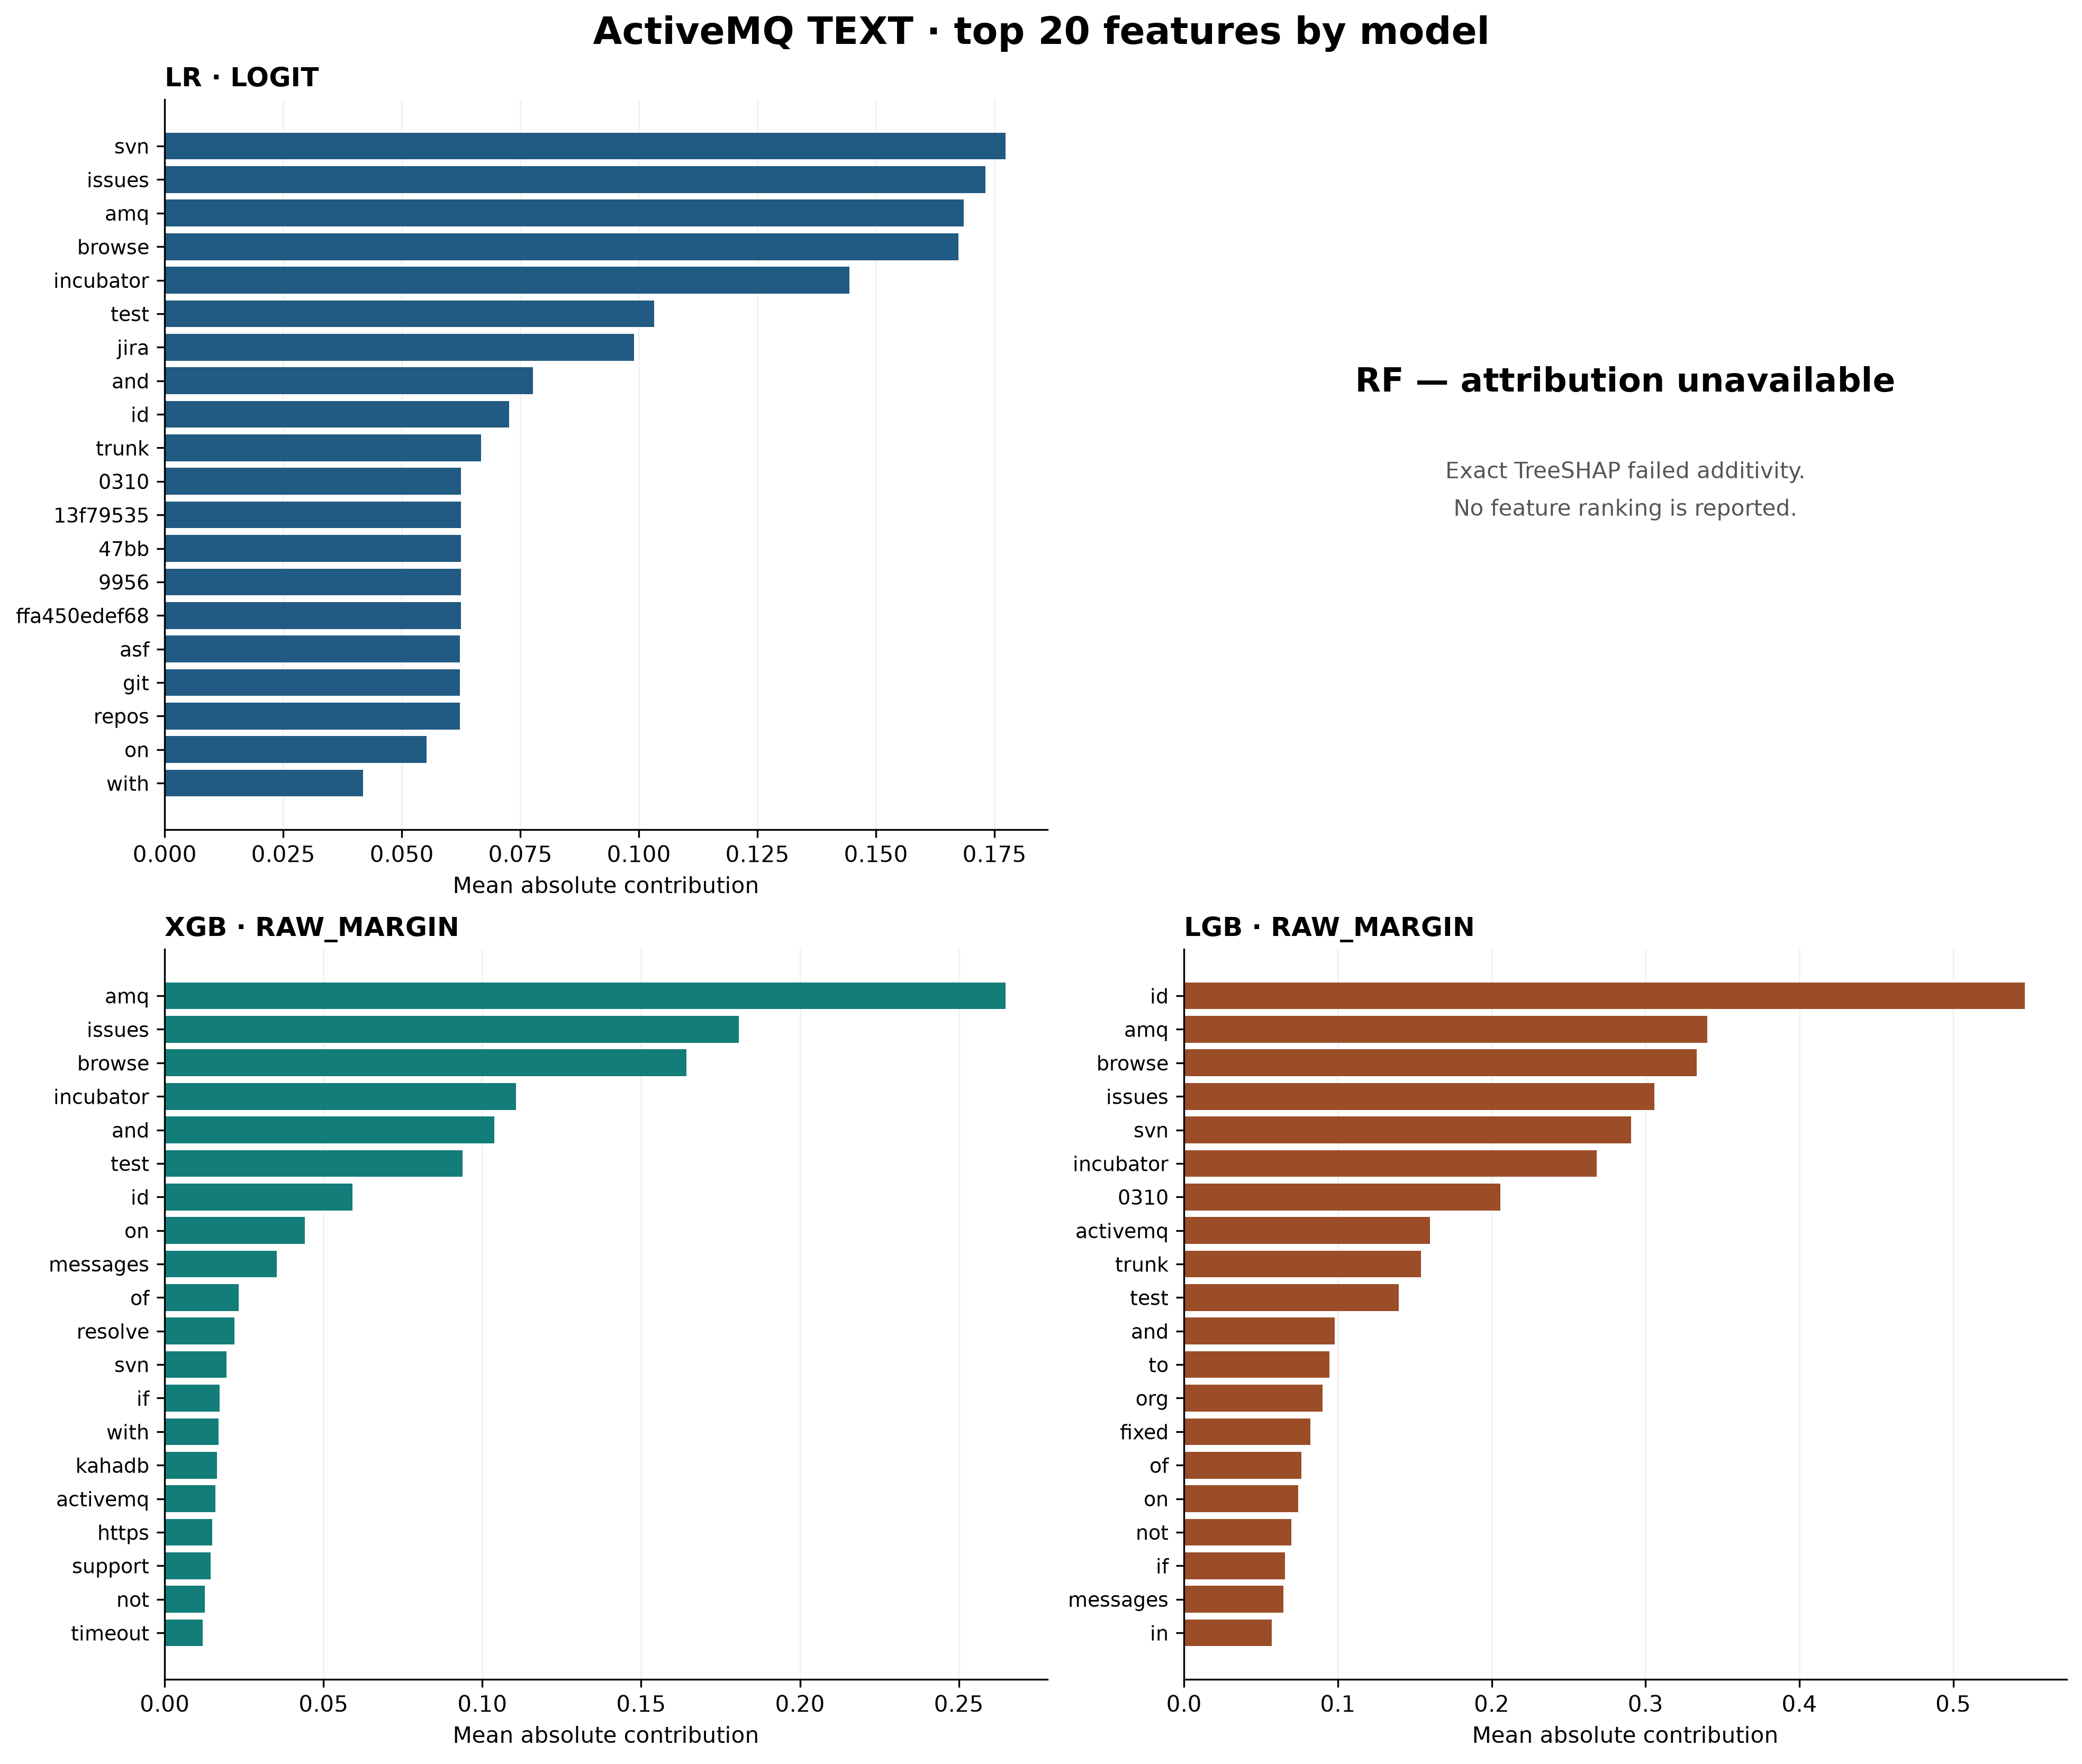 ActiveMQ TEXT · top 20 features by model
LR · LOGIT
svn
issues
amq
browse
incubator
test
jira
and
id
trunk
0310
13f79535
47bb
9956
ffa450edef68
asf
git
repos
on
with
0.000 0.025 0.050 0.075 0.100 0.125 0.150 0.175
Mean absolute contribution
RF — attribution unavailable
Exact TreeSHAP failed additivity.
No feature ranking is reported.
XGB · RAW_MARGIN
amq
issues
browse
incubator
and
test
id
on
messages
of
resolve
svn
if
with
kahadb
activemq
https
support
not
timeout
0.00 0.05 0.10 0.15 0.20 0.25
Mean absolute contribution
LGB · RAW_MARGIN
id
amq
browse
issues
svn
incubator
0310
activemq
trunk
test
and
to
org
fixed
of
on
not
if
messages
in
0.0 0.1 0.2 0.3 0.4 0.5
Mean absolute contribution